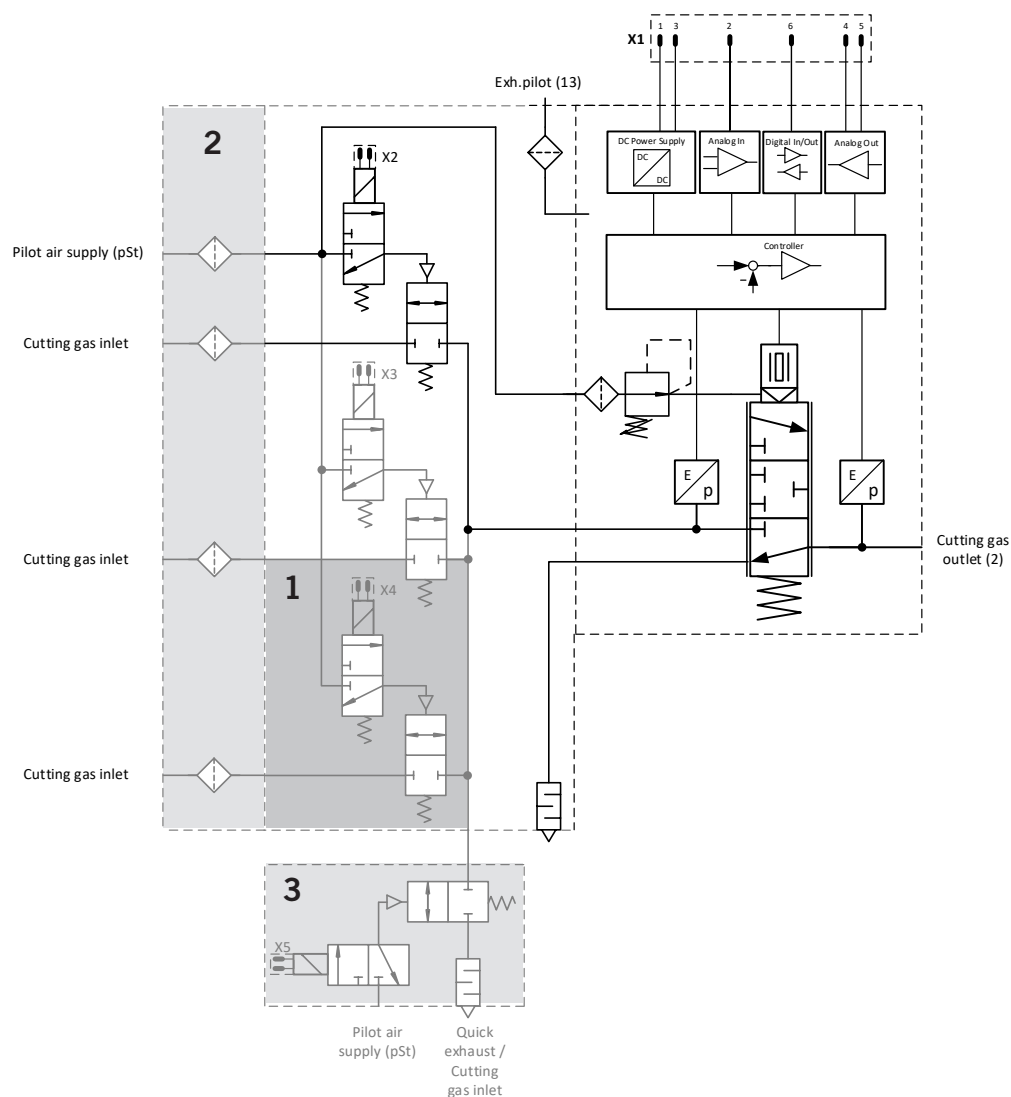 1 3 2 6 4 5
X1
Exh.pilot (13)
2
DC Power Supply
Analog In
Digital In/Out
Analog Out
X2
DC
DC
Pilot air supply (pSt)
Controller
Cutting gas inlet
X3
E
p
E
p
Cutting gas
outlet (2)
Cutting gas inlet
1
X4
Cutting gas inlet
3
X5
Pilot air
supply (pSt)
Quick
exhaust /
Cutting
gas inlet